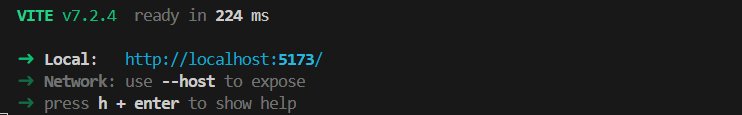 VITE v7.2.4 ready in 224 ms
➜ Local: http://localhost:5173/
➜ Network: use --host to expose
➜ press h + enter to show help